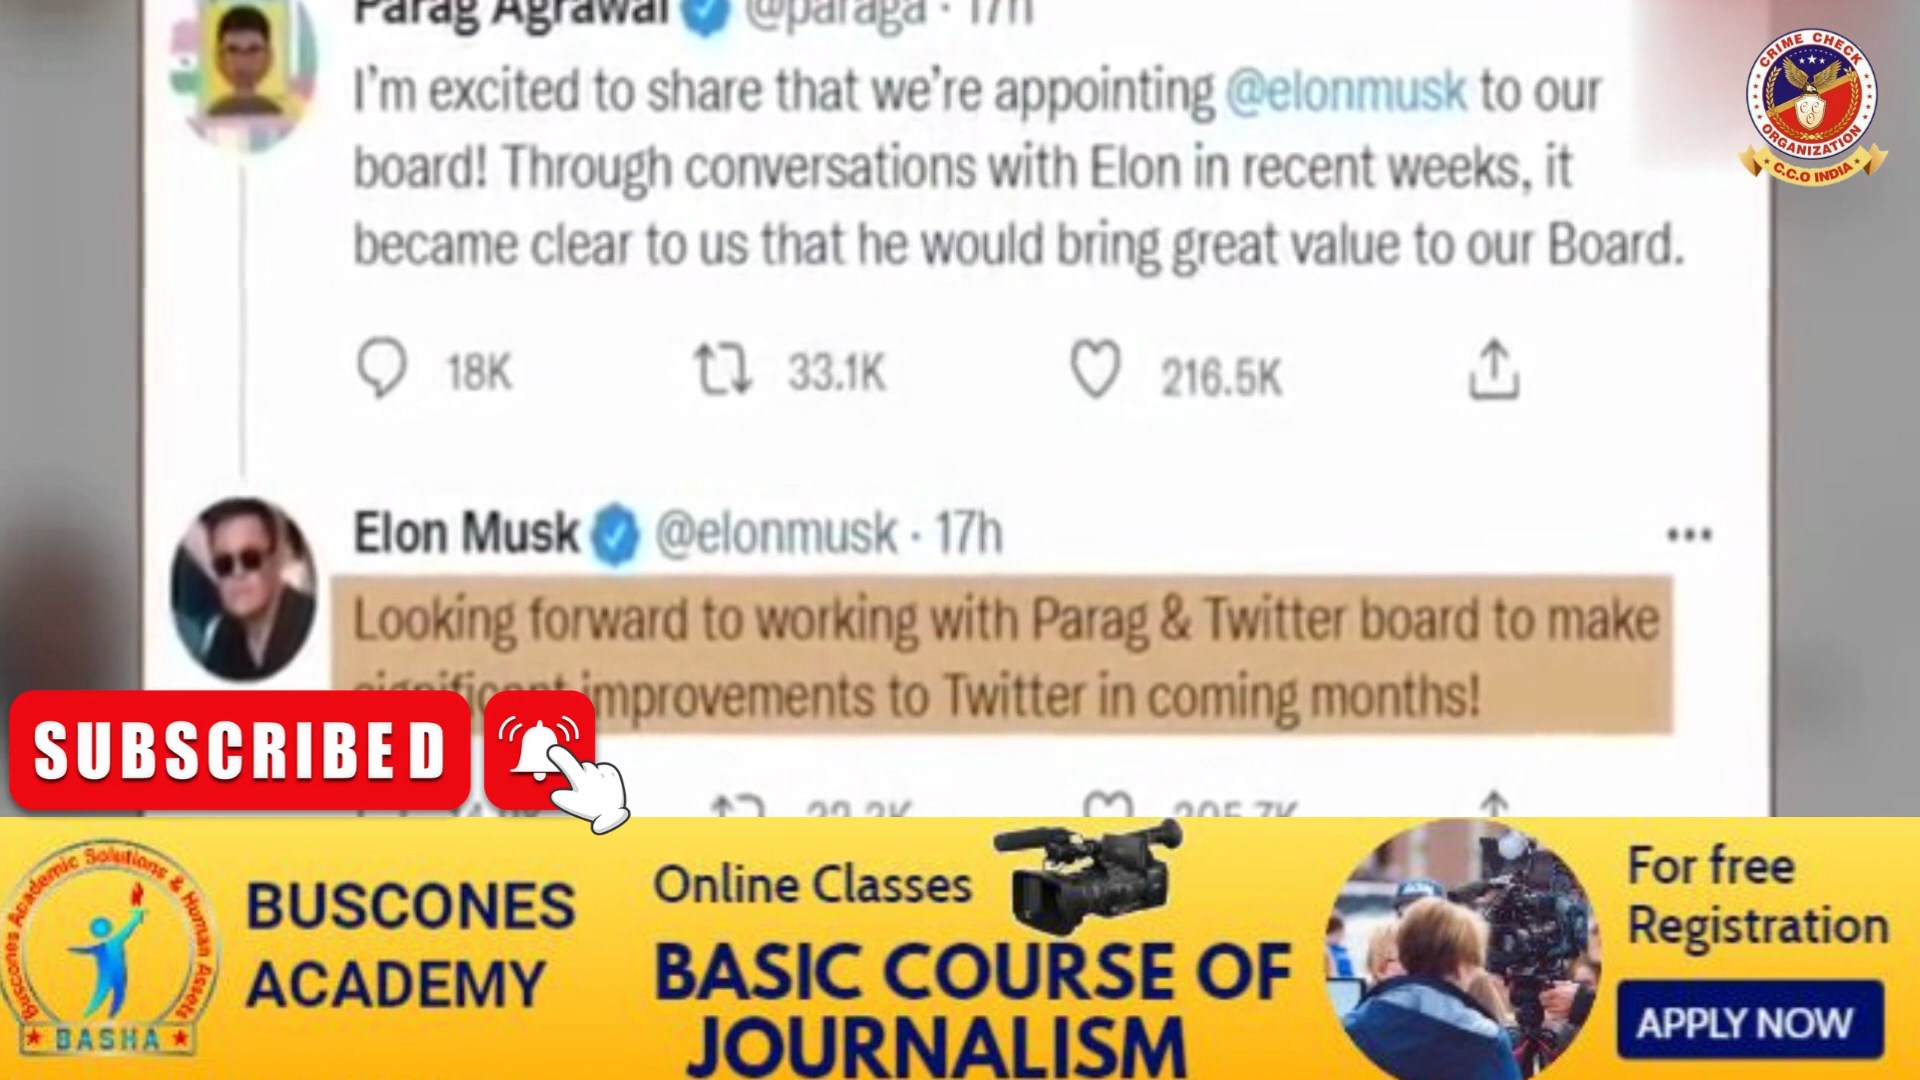 Parag Agrawal @paraga · 17h
I'm excited to share that we're appointing @elonmusk to our
board! Through conversations with Elon in recent weeks, it
became clear to us that he would bring great value to our Board.
18K 33.1K 216.5K
CRIME CHECK
ORGANIZATION
C.C.O INDIA
Elon Musk @elonmusk · 17h
Looking forward to working with Parag & Twitter board to make
significant improvements to Twitter in coming months!
SUBSCRIBED
Buscones Academic Solutions & Human Assets
BASHA
BUSCONES
ACADEMY
Online Classes
BASIC COURSE OF
JOURNALISM
For free
Registration
APPLY NOW